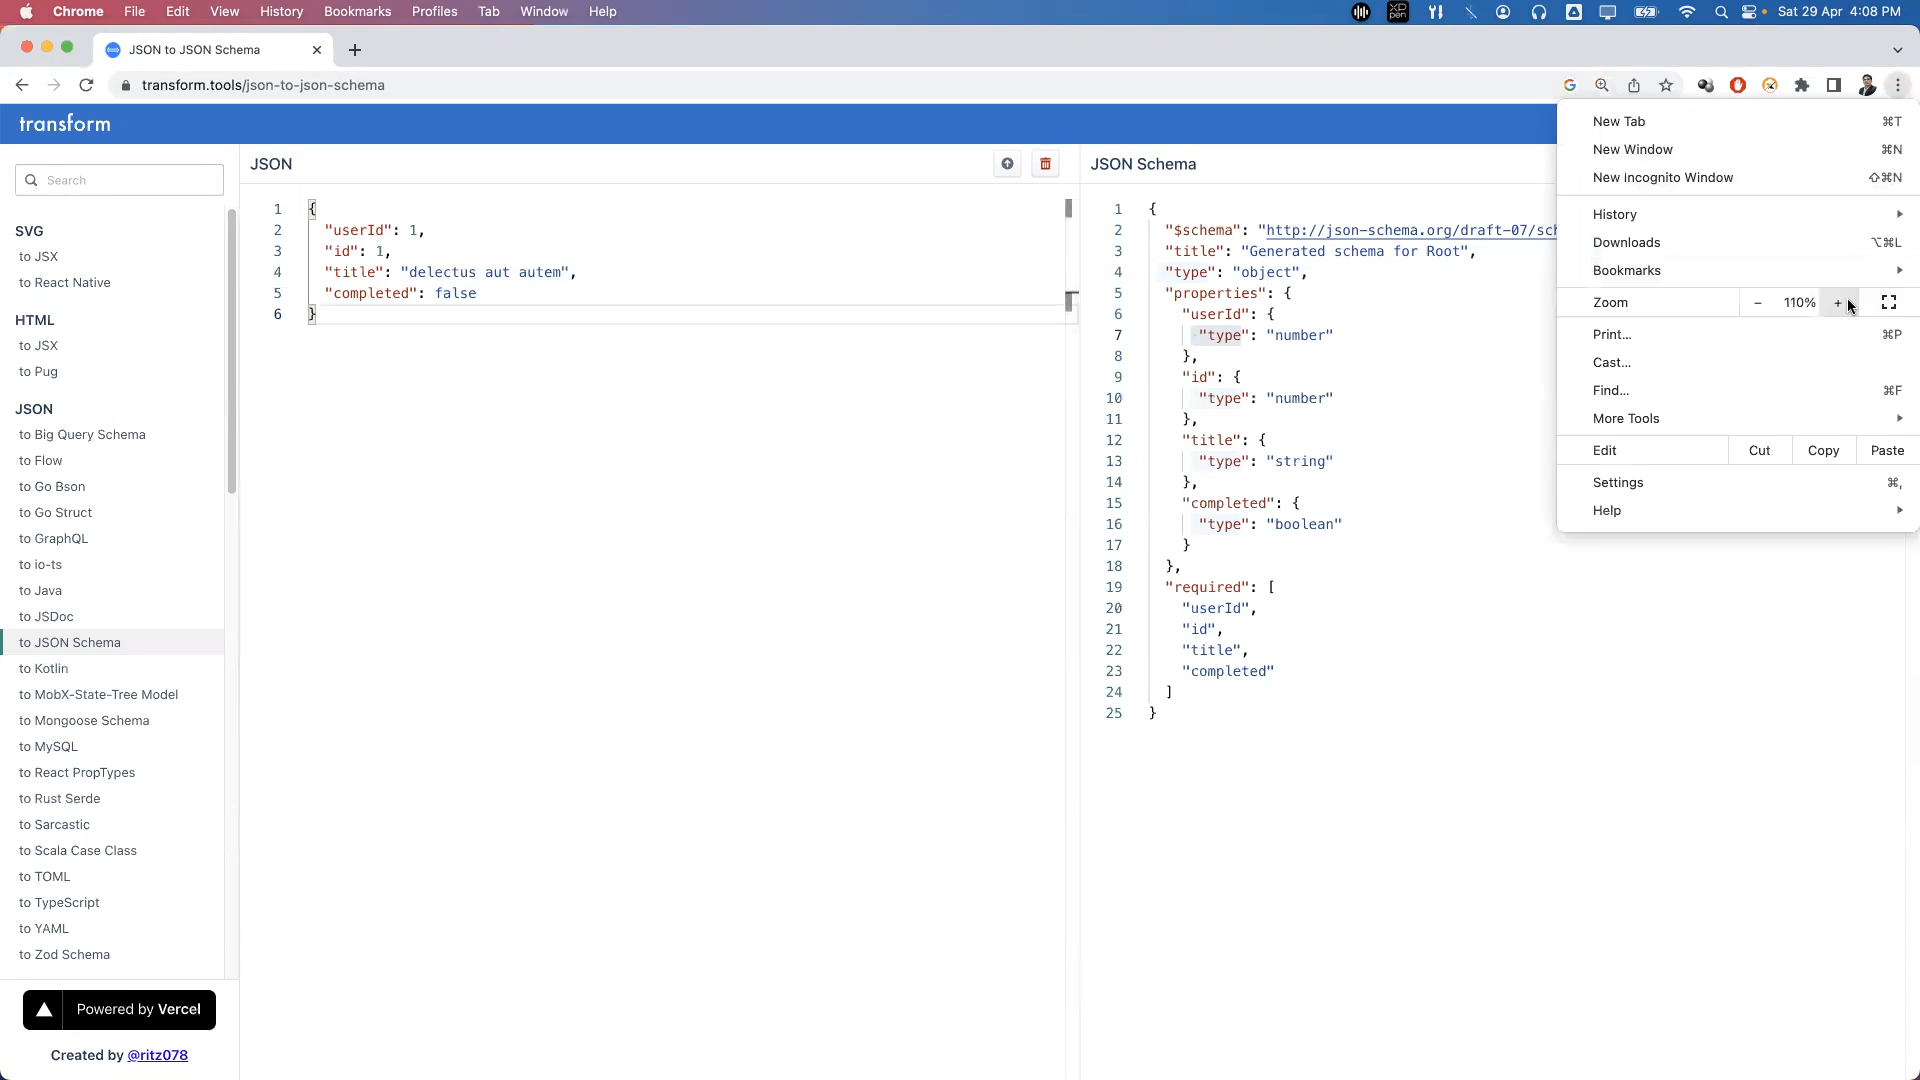 Chrome File Edit View History Bookmarks Profiles Tab Window Help
XP
PEN
Sat 29 Apr 4:08 PM
JSON to JSON Schema
transform.tools/json-to-json-schema
transform
Search
SVG
to JSX
to React Native
HTML
to JSX
to Pug
JSON
to Big Query Schema
to Flow
to Go Bson
to Go Struct
to GraphQL
to io-ts
to Java
to JSDoc
to JSON Schema
to Kotlin
to MobX-State-Tree Model
to Mongoose Schema
to MySQL
to React PropTypes
to Rust Serde
to Sarcastic
to Scala Case Class
to TOML
to TypeScript
to YAML
to Zod Schema
Powered by Vercel
Created by @ritz078
JSON
1 {
2 "userId": 1,
3 "id": 1,
4 "title": "delectus aut autem",
5 "completed": false
6 }
JSON Schema
1 {
2 "$schema": "http://json-schema.org/draft-07/sch
3 "title": "Generated schema for Root",
4 "type": "object",
5 "properties": {
6 "userId": {
7 "type": "number"
8 },
9 "id": {
10 "type": "number"
11 },
12 "title": {
13 "type": "string"
14 },
15 "completed": {
16 "type": "boolean"
17 }
18 },
19 "required": [
20 "userId",
21 "id",
22 "title",
23 "completed"
24 ]
25 }
New Tab ⌘T
New Window ⌘N
New Incognito Window ⇧⌘N
History
Downloads ⌥⌘L
Bookmarks
Zoom − 110% +
Print... ⌘P
Cast...
Find... ⌘F
More Tools
Edit Cut Copy Paste
Settings ⌘,
Help